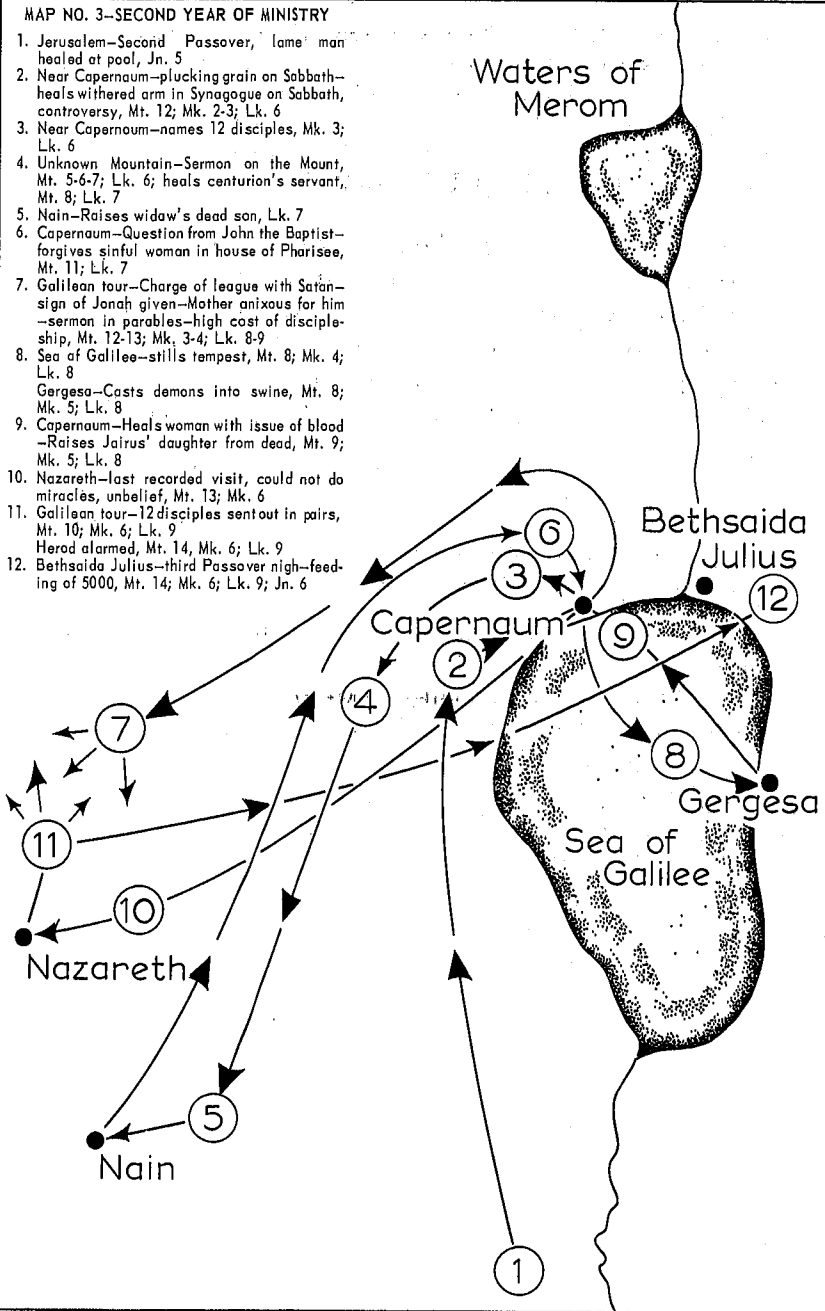 MAP NO. 3—SECOND YEAR OF MINISTRY
1. Jerusalem—Second Passover, lame man
healed at pool, Jn. 5
2. Near Capernaum—plucking grain on Sabbath—
heals withered arm in Synagogue on Sabbath,
controversy, Mt. 12; Mk. 2-3; Lk. 6
3. Near Capernaum—names 12 disciples, Mk. 3;
Lk. 6
4. Unknown Mountain—Sermon on the Mount,
Mt. 5-6-7; Lk. 6; heals centurion's servant,
Mt. 8; Lk. 7
5. Nain—Raises widaw's dead son, Lk. 7
6. Capernaum—Question from John the Baptist—
forgives sinful woman in house of Pharisee,
Mt. 11; Lk. 7
7. Galilean tour—Charge of league with Satan—
sign of Jonah given—Mother anixous for him
—sermon in parables—high cost of disciple-
ship, Mt. 12-13; Mk. 3-4; Lk. 8-9
8. Sea of Galilee—stills tempest, Mt. 8; Mk. 4;
Lk. 8
Gergesa—Casts demons into swine, Mt. 8;
Mk. 5; Lk. 8
9. Capernaum—Heals woman with issue of blood
—Raises Jairus' daughter from dead, Mt. 9;
Mk. 5; Lk. 8
10. Nazareth—last recorded visit, could not do
miracles, unbelief, Mt. 13; Mk. 6
11. Galilean tour—12 disciples sent out in pairs,
Mt. 10; Mk. 6; Lk. 9
Herod alarmed, Mt. 14, Mk. 6; Lk. 9
12. Bethsaida Julius—third Passover nigh—feed-
ing of 5000, Mt. 14; Mk. 6; Lk. 9; Jn. 6
Waters of
Merom
Bethsaida
Julius
6
3
12
Capernaum
9
2
4
7
8
Gergesa
11
Sea of
Galilee
10
Nazareth
5
Nain
1